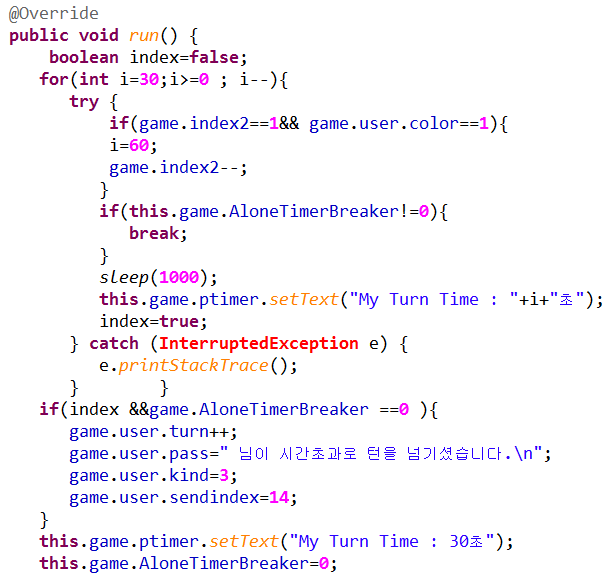 @Override
public void run() {
    boolean index=false;
   for(int i=30;i>=0 ; i--){
      try {
          if(game.index2==1&& game.user.color==1){
          i=60;
          game.index2--;
         }
         if(this.game.AloneTimerBreaker!=0){
            break;
         }
         sleep(1000);
         this.game.ptimer.setText("My Turn Time : "+i+"초");
         index=true;
      } catch (InterruptedException e) {
         e.printStackTrace();
      }        }
   if(index &&game.AloneTimerBreaker ==0 ){
      game.user.turn++;
      game.user.pass=" 님이 시간초과로 턴을 넘기셨습니다.\n";
      game.user.kind=3;
      game.user.sendindex=14;
   }
   this.game.ptimer.setText("My Turn Time : 30초");
   this.game.AloneTimerBreaker=0;